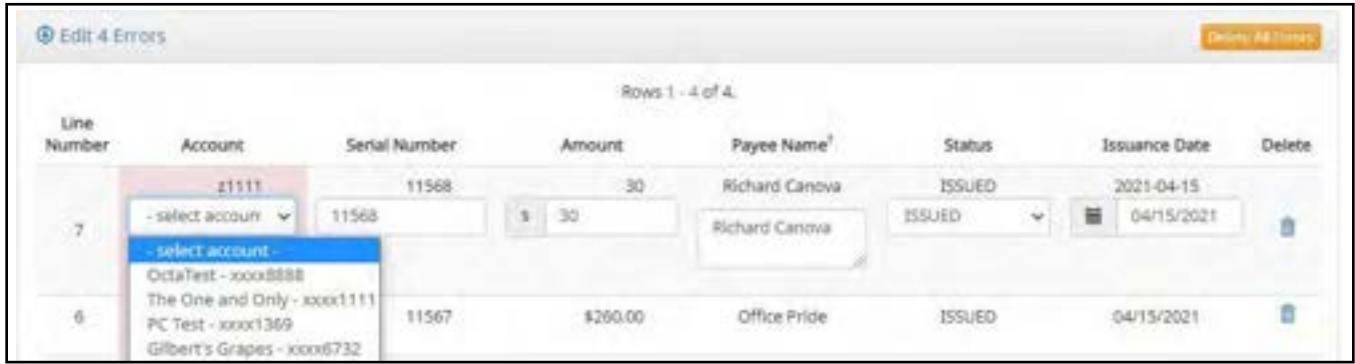 Edit 4 Errors
Delete All Errors
Rows 1 - 4 of 4.
Line Number Account Serial Number Amount Payee Name† Status Issuance Date Delete
z1111 11568 30 Richard Canova ISSUED 2021-04-15
7 - select accoun 11568 $ 30 Richard Canova ISSUED 04/15/2021
- select account -
OctaTest - xxxx8888
The One and Only - xxxx1111
6 11567 $260.00 Office Pride ISSUED 04/15/2021
PC Test - xxxx1369
Gilbert's Grapes - xxxx6732